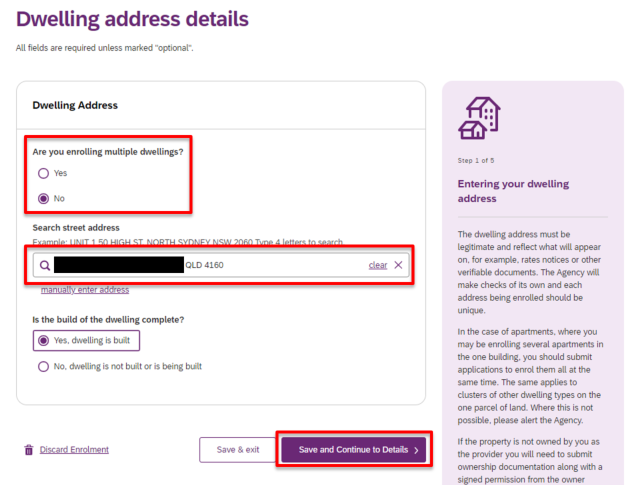 Dwelling address details
All fields are required unless marked "optional".
Dwelling Address
Are you enrolling multiple dwellings?
Yes
No
Search street address
Example: UNIT 1 50 HIGH ST, NORTH SYDNEY NSW 2060 Type 4 letters to search
QLD 4160
clear
manually enter address
Is the build of the dwelling complete?
Yes, dwelling is built
No, dwelling is not built or is being built
Discard Enrolment
Save & exit
Save and Continue to Details
Step 1 of 5
Entering your dwelling
address
The dwelling address must be
legitimate and reflect what will appear
on, for example, rates notices or other
verifiable documents. The Agency will
make checks of its own and each
address being enrolled should be
unique.
In the case of apartments, where you
may be enrolling several apartments in
the one building, you should submit
applications to enrol them all at the
same time. The same applies to
clusters of other dwelling types on the
one parcel of land. Where this is not
possible, please alert the Agency.
If the property is not owned by you as
the provider you will need to submit
ownership documentation along with a
signed permission from the owner